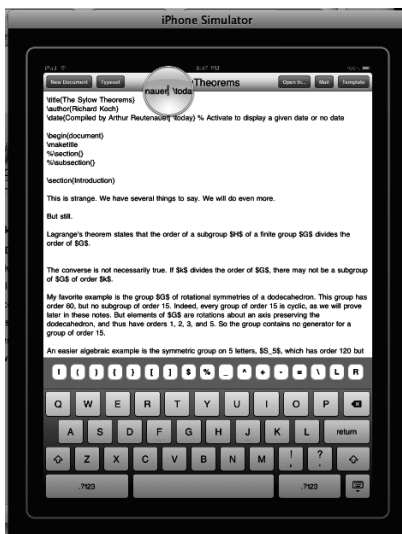 iPhone Simulator
iPad 8:47 PM 100%
New Document Typeset Theorems Open in... Mail Template
nauer| \toda
\title{The Sylow Theorems}
\author{Richard Koch}
\date{Compiled by Arthur Reutenauer, \today} % Activate to display a given date or no date
\begin{document}
\maketitle
%\section{}
%\subsection{}
\section{Introduction}
This is strange. We have several things to say. We will do even more.
But still.
Lagrange's theorem states that the order of a subgroup $H$ of a finite group $G$ divides the
order of $G$.
The converse is not necessarily true. If $k$ divides the order of $G$, there may not be a subgroup
of $G$ of order $k$.
My favorite example is the group $G$ of rotational symmetries of a dodecahedron. This group has
order 60, but no subgroup of order 15. Indeed, every group of order 15 is cyclic, as we will prove
later in these notes. But elements of $G$ are rotations about an axis preserving the
dodecahedron, and thus have orders 1, 2, 3, and 5. So the group contains no generator for a
group of order 15.
An easier algebraic example is the symmetric group on 5 letters, $S_5$, which has order 120 but
( ) { } [ ] $ % _ ^ + - = \ L R
Q W E R T Y U I O P
A S D F G H J K L return
Z X C V B N M ! , ? .
.?123 .?123